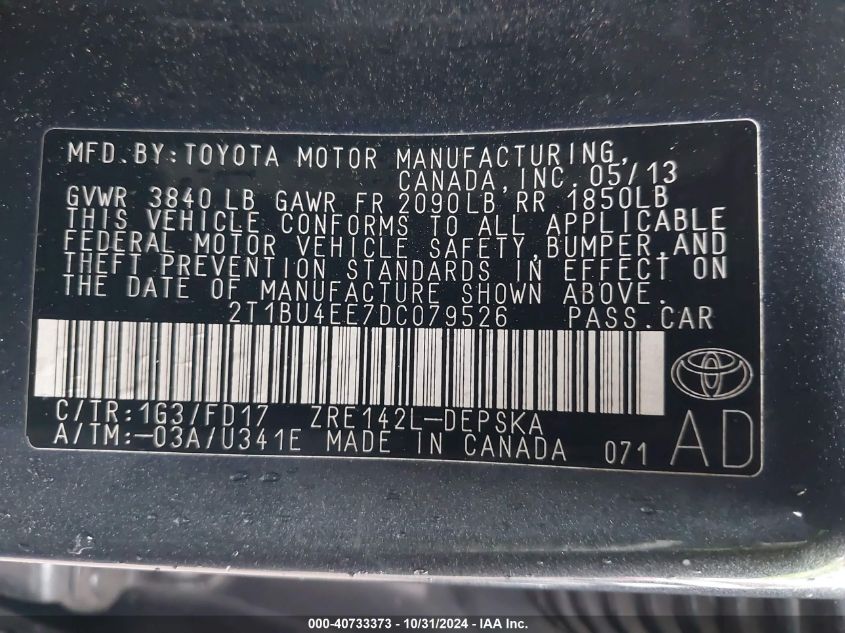 MFD.BY:TOYOTA MOTOR MANUFACTURING,
CANADA,INC.05/13
GVWR 3840LB GAWR FR 2090LB RR 1850LB
THIS VEHICLE CONFORMS TO ALL APPLICABLE
FEDERAL MOTOR VEHICLE SAFETY,BUMPER,AND
THEFT PREVENTION STANDARDS IN EFFECT ON
THE DATE OF MANUFACTURE SHOWN ABOVE.
2T1BU4EE7DC079526 PASS.CAR
C/TR:1G3/FD17 ZRE142L-DEPSKA
A/TM:-03A/U341E MADE IN CANADA 071
AD
000-40733373 - 10/31/2024 - IAA Inc.